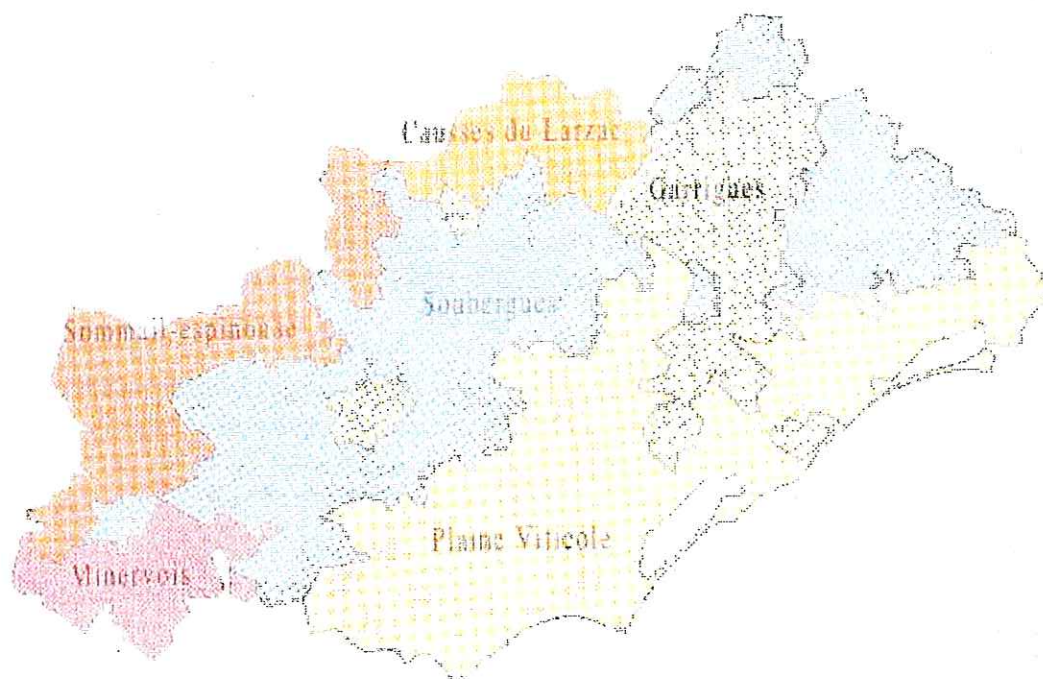 Causses du Larzac
Garrigues
Soubergues
Sommail-espinouse
Minervois
Plaine Viticole